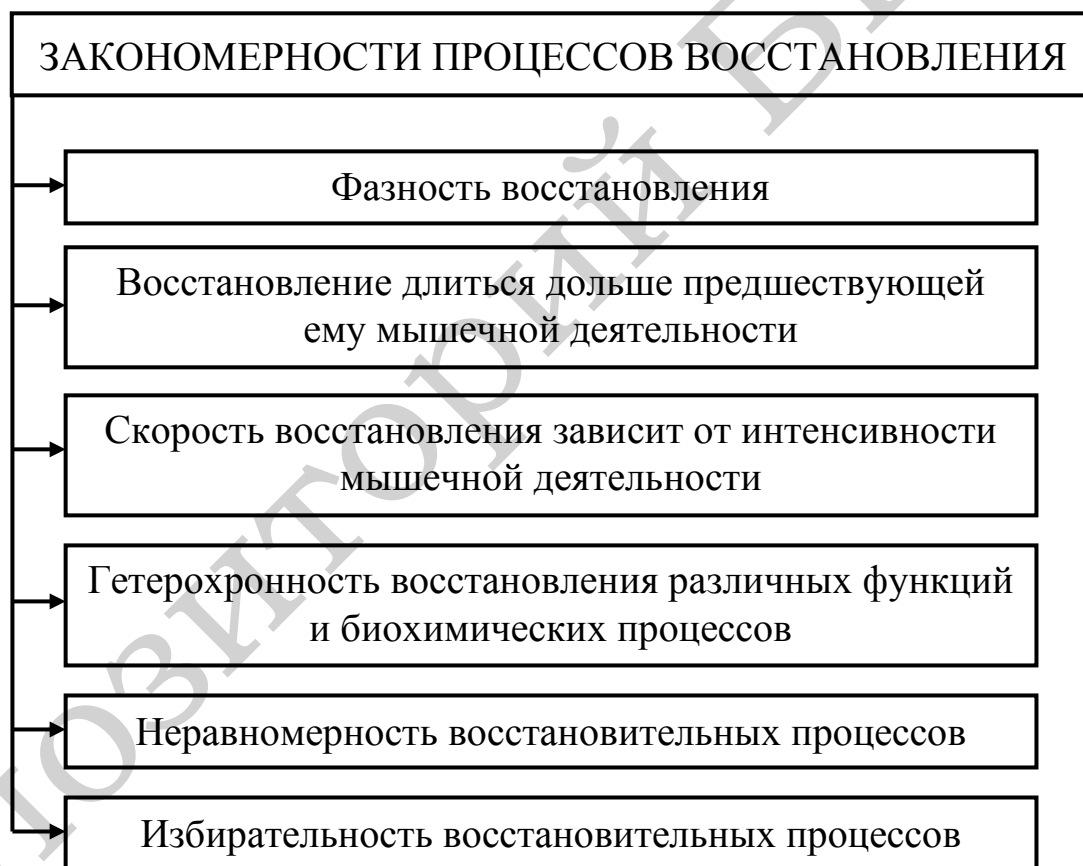 ЗАКОНОМЕРНОСТИ ПРОЦЕССОВ ВОССТАНОВЛЕНИЯ
Фазность восстановления
Восстановление длиться дольше предшествующей
ему мышечной деятельности
Скорость восстановления зависит от интенсивности
мышечной деятельности
Гетерохронность восстановления различных функций
и биохимических процессов
Неравномерность восстановительных процессов
Избирательность восстановительных процессов